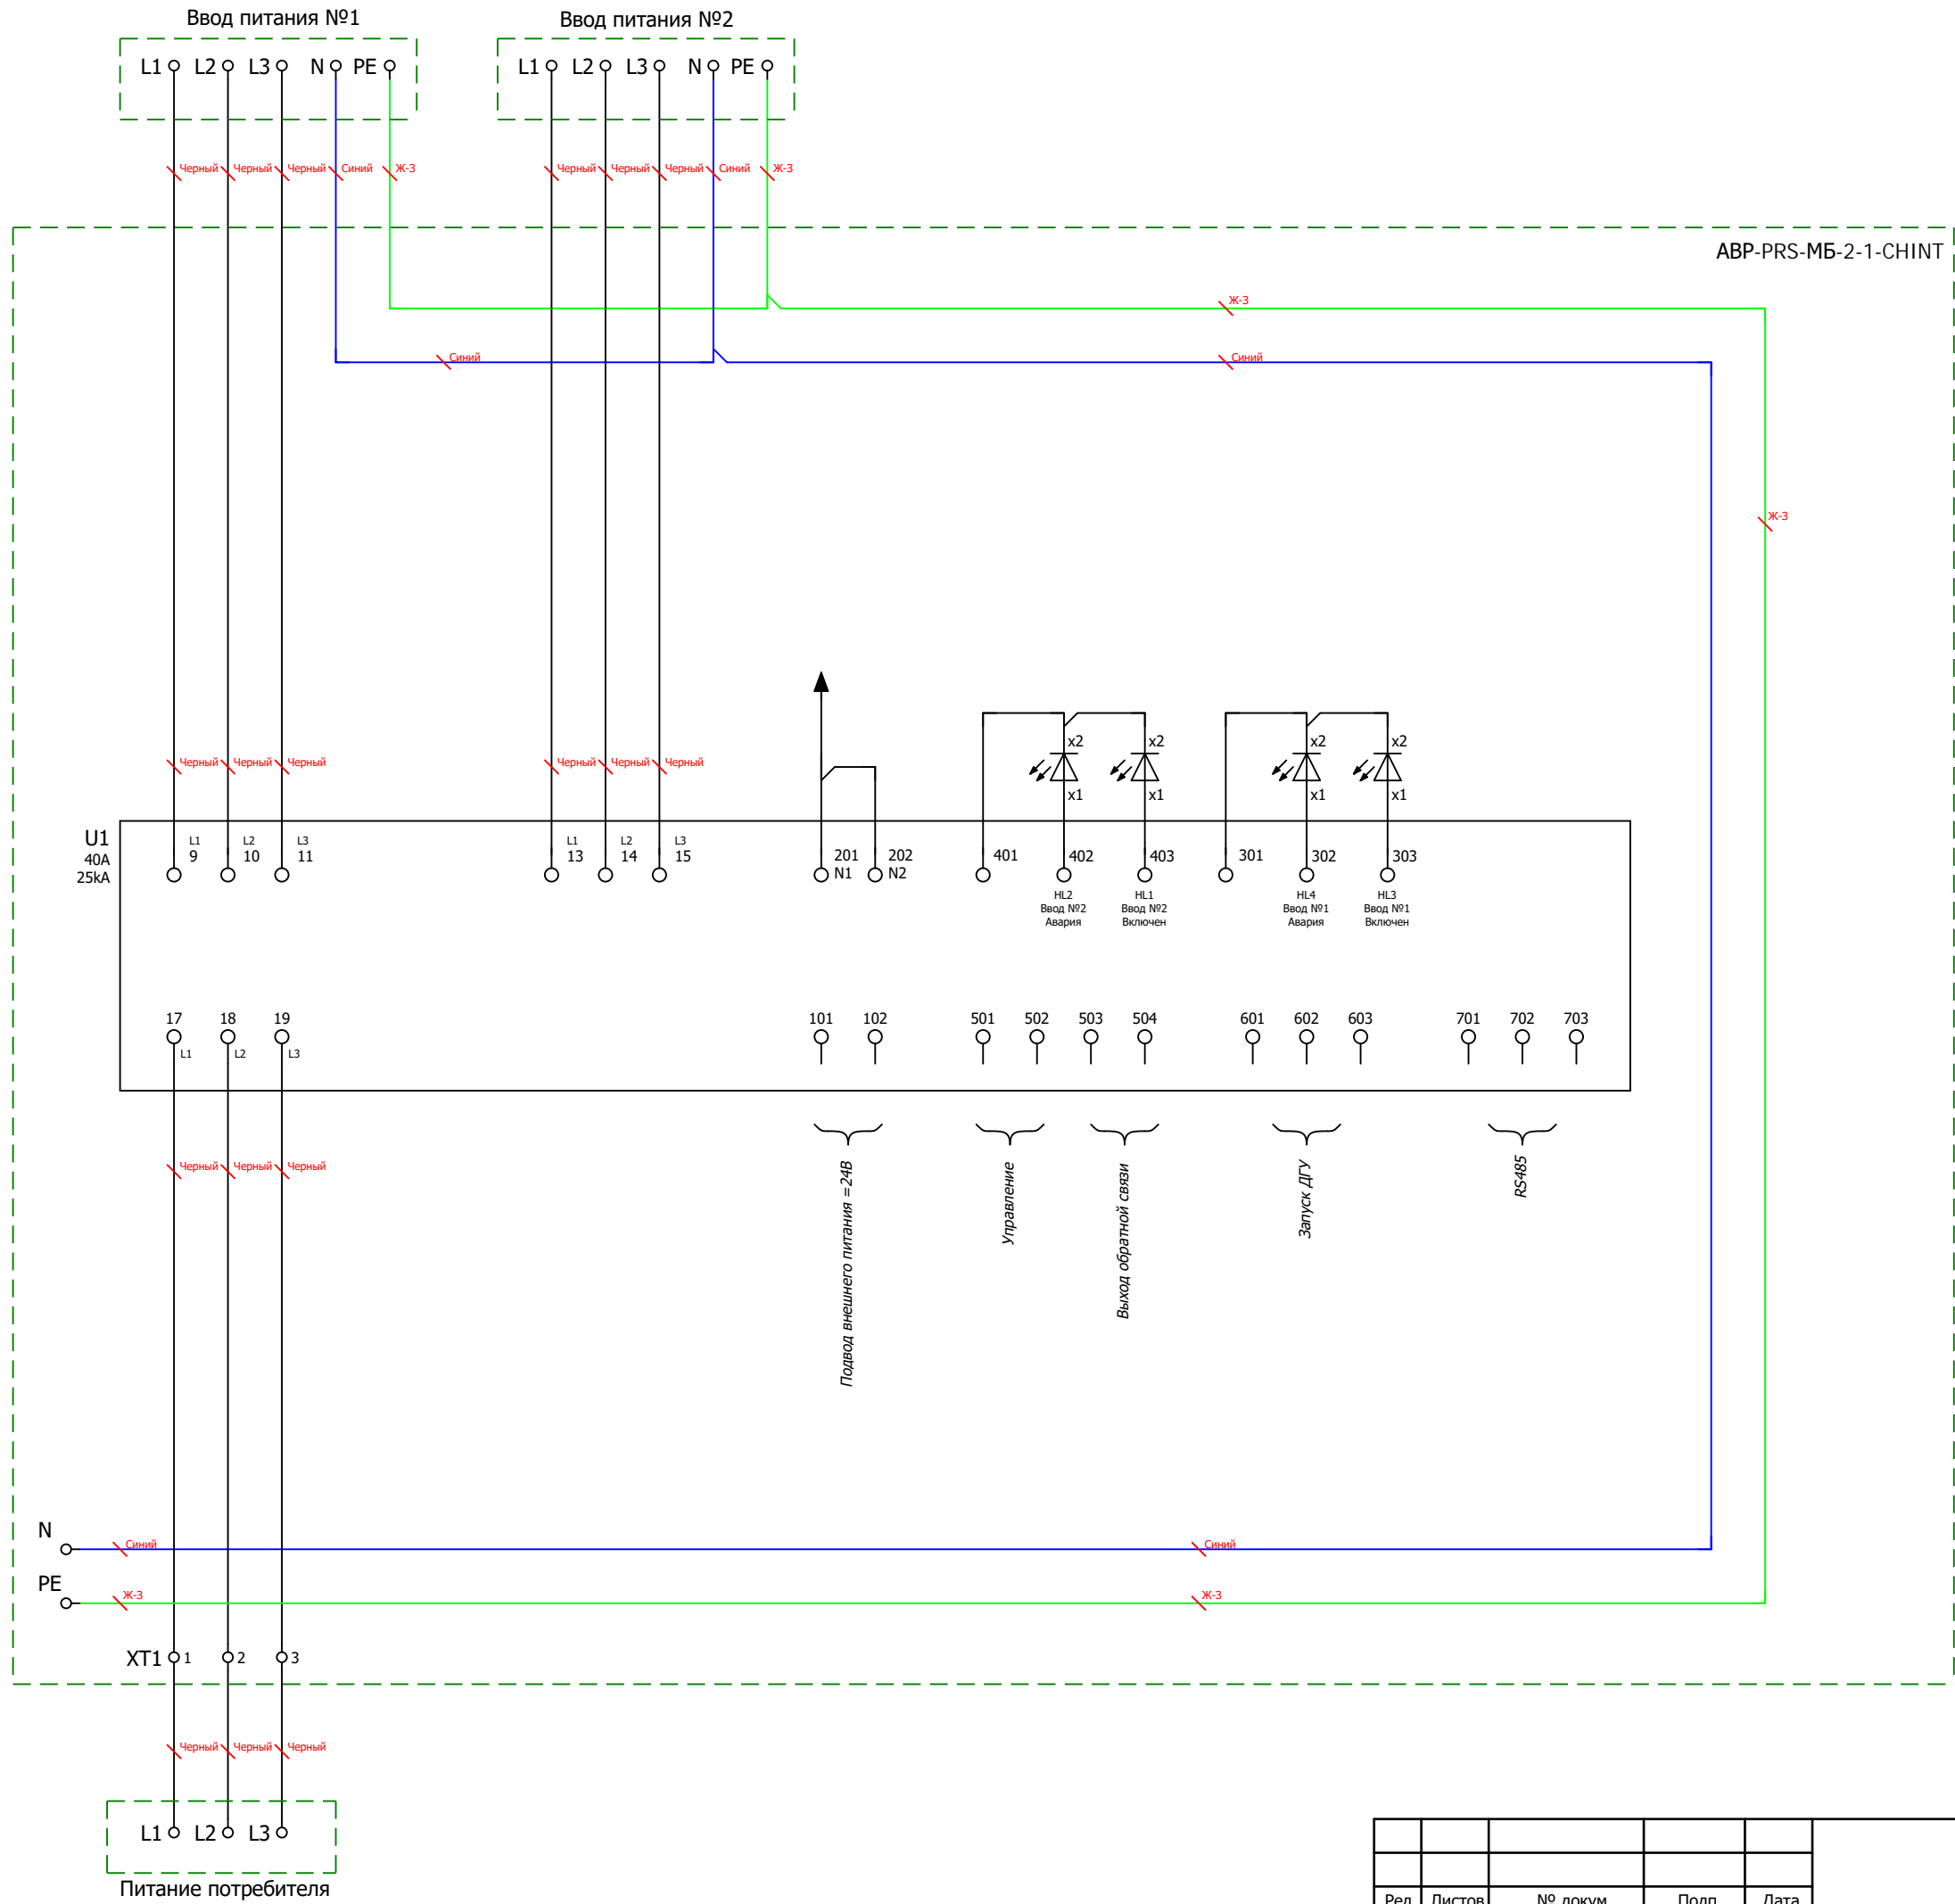 Ввод питания №1
Ввод питания №2
L1 L2 L3 N PE
L1 L2 L3 N PE
Черный Черный Черный Синий Ж-З
Черный Черный Черный Синий Ж-З
АВР-PRS-МБ-2-1-CHINT
Ж-З
Синий
Синий
Ж-З
x2 x2 x2 x2
Черный Черный Черный
Черный Черный Черный
x1 x1 x1 x1
U1
40A
25kA
L1 L2 L3
9 10 11
L1 L2 L3
13 14 15
201 202
N1 N2
401 402 403
301 302 303
HL2
Ввод №2
Авария
HL1
Ввод №2
Включен
HL4
Ввод №1
Авария
HL3
Ввод №1
Включен
17 18 19
L1 L2 L3
101 102
501 502 503 504
601 602 603
701 702 703
Черный Черный Черный
Подвод внешнего питания =24В
Управление
Выход обратной связи
Запуск ДГУ
RS485
N
Синий
Синий
PE
Ж-З
Ж-З
XT1 1 2 3
Черный Черный Черный
L1 L2 L3
Питание потребителя
Ред Листов № докум. Подп. Дата